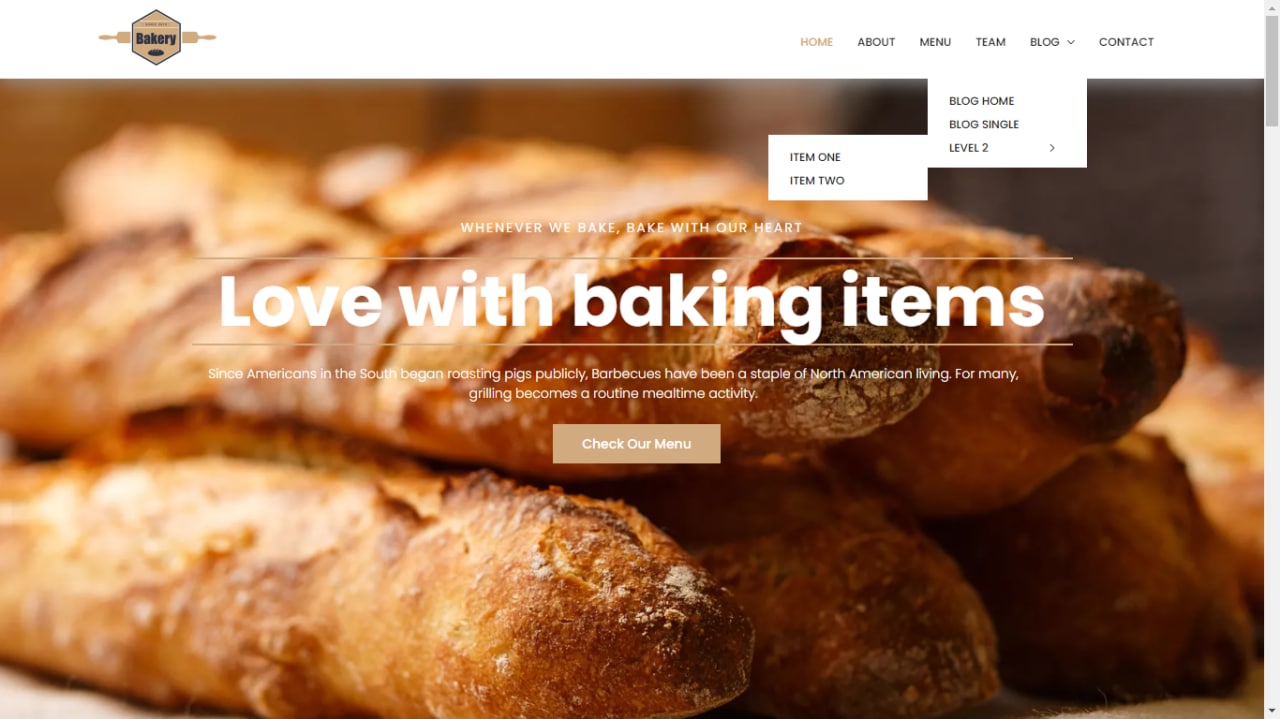 Bakery
HOME
ABOUT
MENU
TEAM
BLOG
CONTACT
BLOG HOME
BLOG SINGLE
LEVEL 2
ITEM ONE
ITEM TWO
WHENEVER WE BAKE, BAKE WITH OUR HEART
Love with baking items
Since Americans in the South began roasting pigs publicly, Barbecues have been a staple of North American living. For many,
grilling becomes a routine mealtime activity.
Check Our Menu